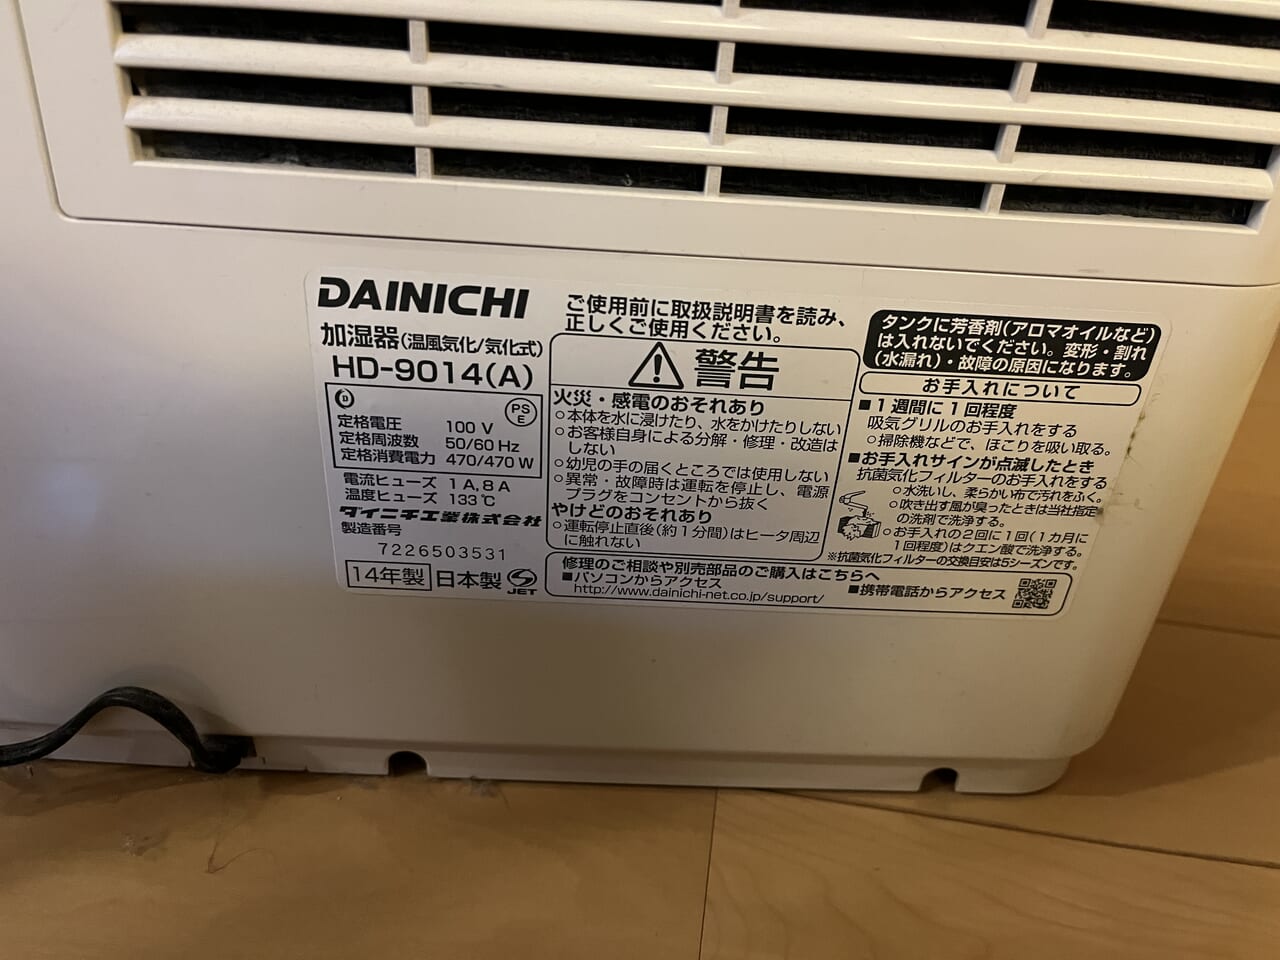 DAINICHI
加湿器(温風気化/気化式)
HD-9014(A)
PS
E
定格電圧 100 V
定格周波数 50/60 Hz
定格消費電力 470/470 W
電流ヒューズ 1 A,8 A
温度ヒューズ 133℃
ダイニチ工業株式会社
製造番号
7226503531
14年製 日本製 JET
ご使用前に取扱説明書を読み、
正しくご使用ください。
警告
火災・感電のおそれあり
○本体を水に浸けたり、水をかけたりしない
○お客様自身による分解・修理・改造は
しない
○幼児の手の届くところでは使用しない
○異常・故障時は運転を停止し、電源
プラグをコンセントから抜く
やけどのおそれあり
○運転停止直後(約1分間)はヒータ周辺
に触れない
タンクに芳香剤(アロマオイルなど)
は入れないでください。変形・割れ
(水漏れ)・故障の原因になります。
お手入れについて
■1週間に1回程度
吸気グリルのお手入れをする
○掃除機などで、ほこりを吸い取る。
■お手入れサインが点滅したとき
抗菌気化フィルターのお手入れをする
○水洗いし、柔らかい布で汚れをふく。
○吹き出す風が臭ったときは当社指定
の洗剤で洗浄する。
○お手入れの2回に1回(1カ月に
1回程度)はクエン酸で洗浄する。
※抗菌気化フィルターの交換目安は5シーズンです。
修理のご相談や別売部品のご購入はこちらへ
■パソコンからアクセス
http://www.dainichi-net.co.jp/support/
■携帯電話からアクセス